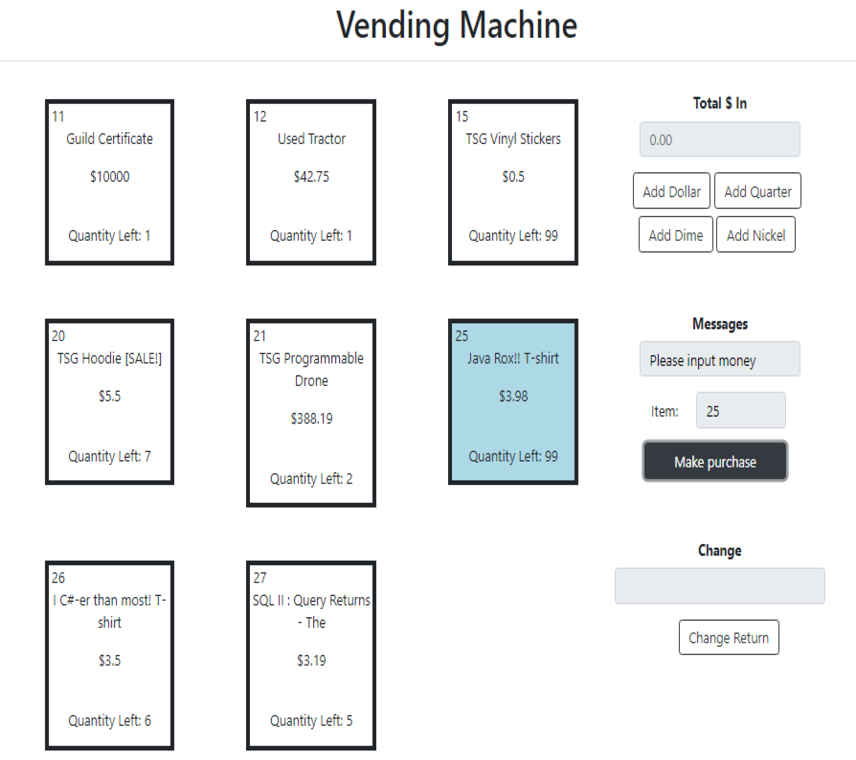 Vending Machine
11
Guild Certificate
$10000
Quantity Left: 1
12
Used Tractor
$42.75
Quantity Left: 1
15
TSG Vinyl Stickers
$0.5
Quantity Left: 99
Total $ In
0.00
Add Dollar
Add Quarter
Add Dime
Add Nickel
20
TSG Hoodie [SALE!]
$5.5
Quantity Left: 7
21
TSG Programmable
Drone
$388.19
Quantity Left: 2
25
Java Rox!! T-shirt
$3.98
Quantity Left: 99
Messages
Please input money
Item: 25
Make purchase
26
I C#-er than most! T-
shirt
$3.5
Quantity Left: 6
27
SQL II : Query Returns
- The
$3.19
Quantity Left: 5
Change
Change Return